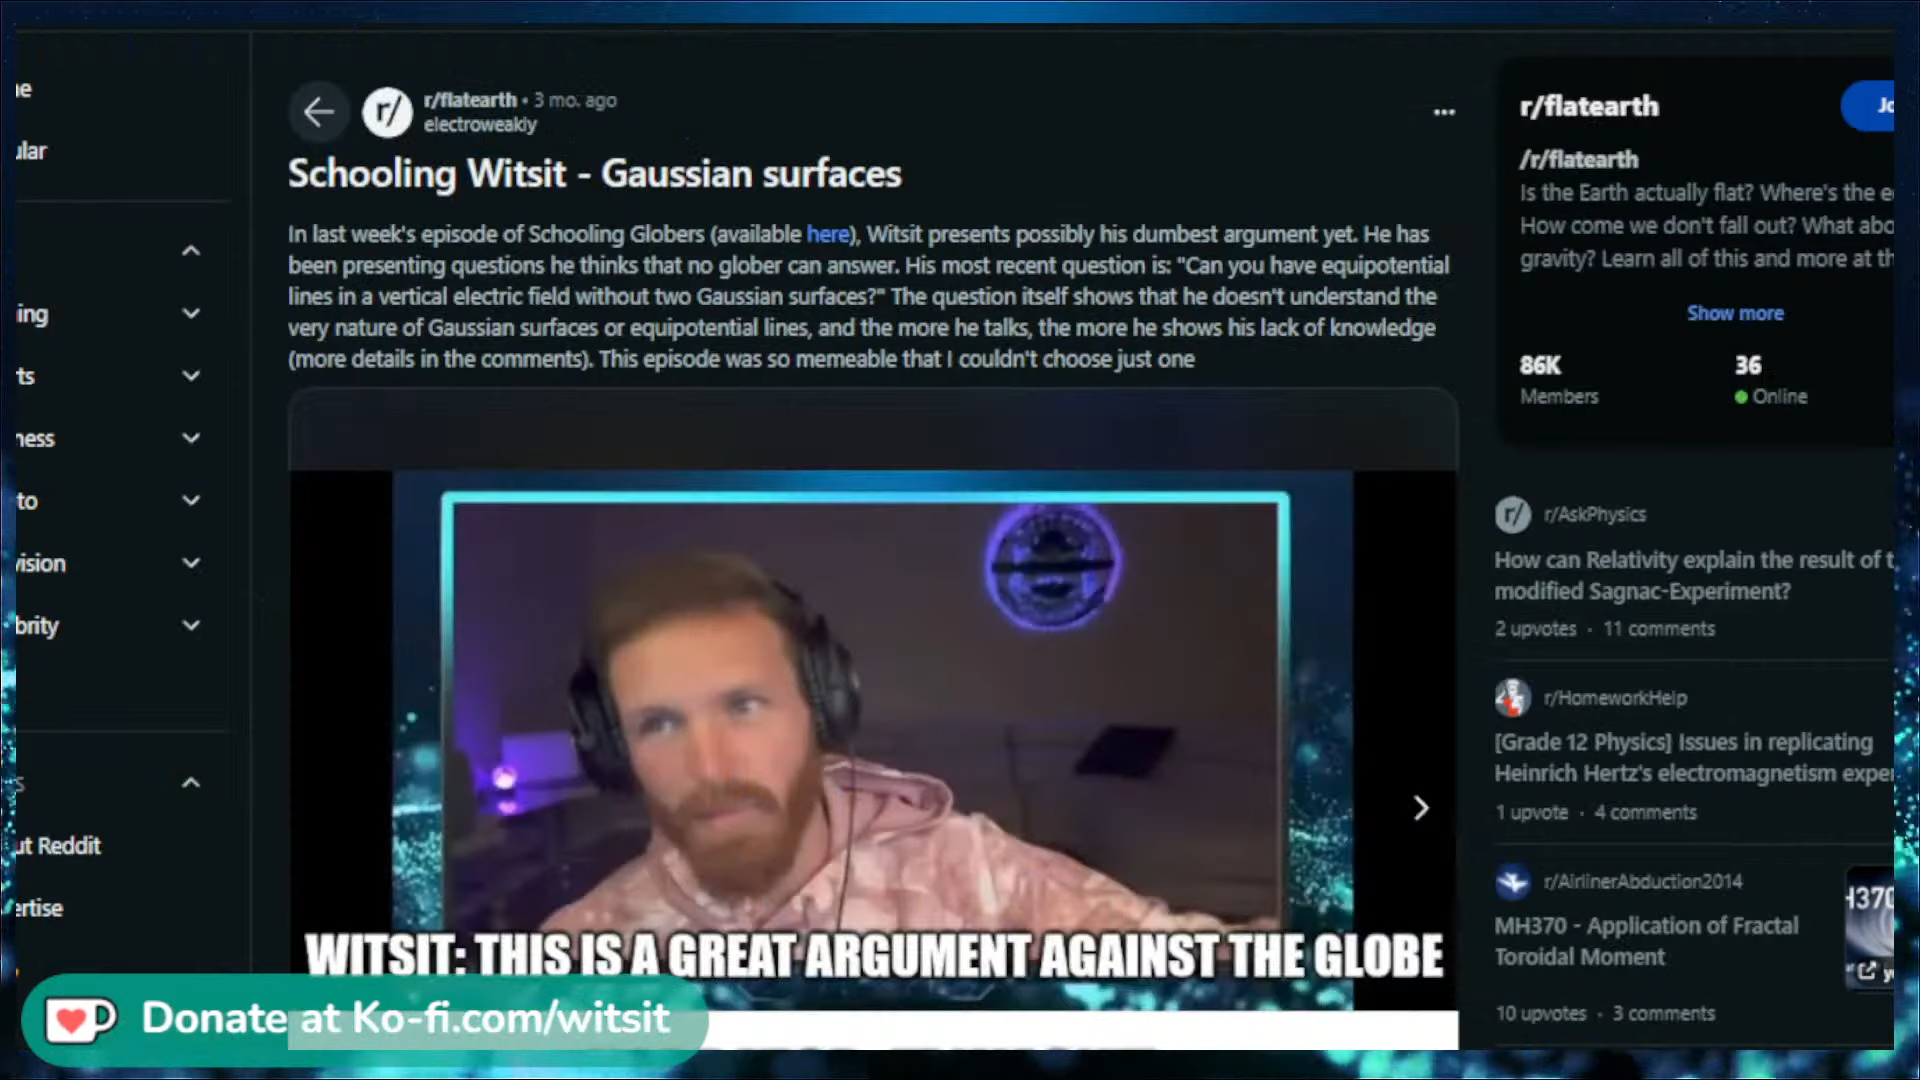 r/flatearth • 3 mo. ago
electroweakly
Schooling Witsit - Gaussian surfaces
In last week's episode of Schooling Globers (available here), Witsit presents possibly his dumbest argument yet. He has
been presenting questions he thinks that no glober can answer. His most recent question is: "Can you have equipotential
lines in a vertical electric field without two Gaussian surfaces?" The question itself shows that he doesn't understand the
very nature of Gaussian surfaces or equipotential lines, and the more he talks, the more he shows his lack of knowledge
(more details in the comments). This episode was so memeable that I couldn't choose just one
WITSIT: THIS IS A GREAT ARGUMENT AGAINST THE GLOBE
Donate at Ko-fi.com/witsit
ne
ular
ing
ts
ness
to
vision
brity
s
ut Reddit
ertise
r/flatearth
Jo
/r/flatearth
Is the Earth actually flat? Where's the e
How come we don't fall out? What abo
gravity? Learn all of this and more at th
Show more
86K
36
Members
Online
r/AskPhysics
How can Relativity explain the result of t
modified Sagnac-Experiment?
2 upvotes · 11 comments
r/HomeworkHelp
[Grade 12 Physics] Issues in replicating
Heinrich Hertz's electromagnetism exper
1 upvote · 4 comments
r/AirlinerAbduction2014
MH370 - Application of Fractal
Toroidal Moment
10 upvotes · 3 comments
H370